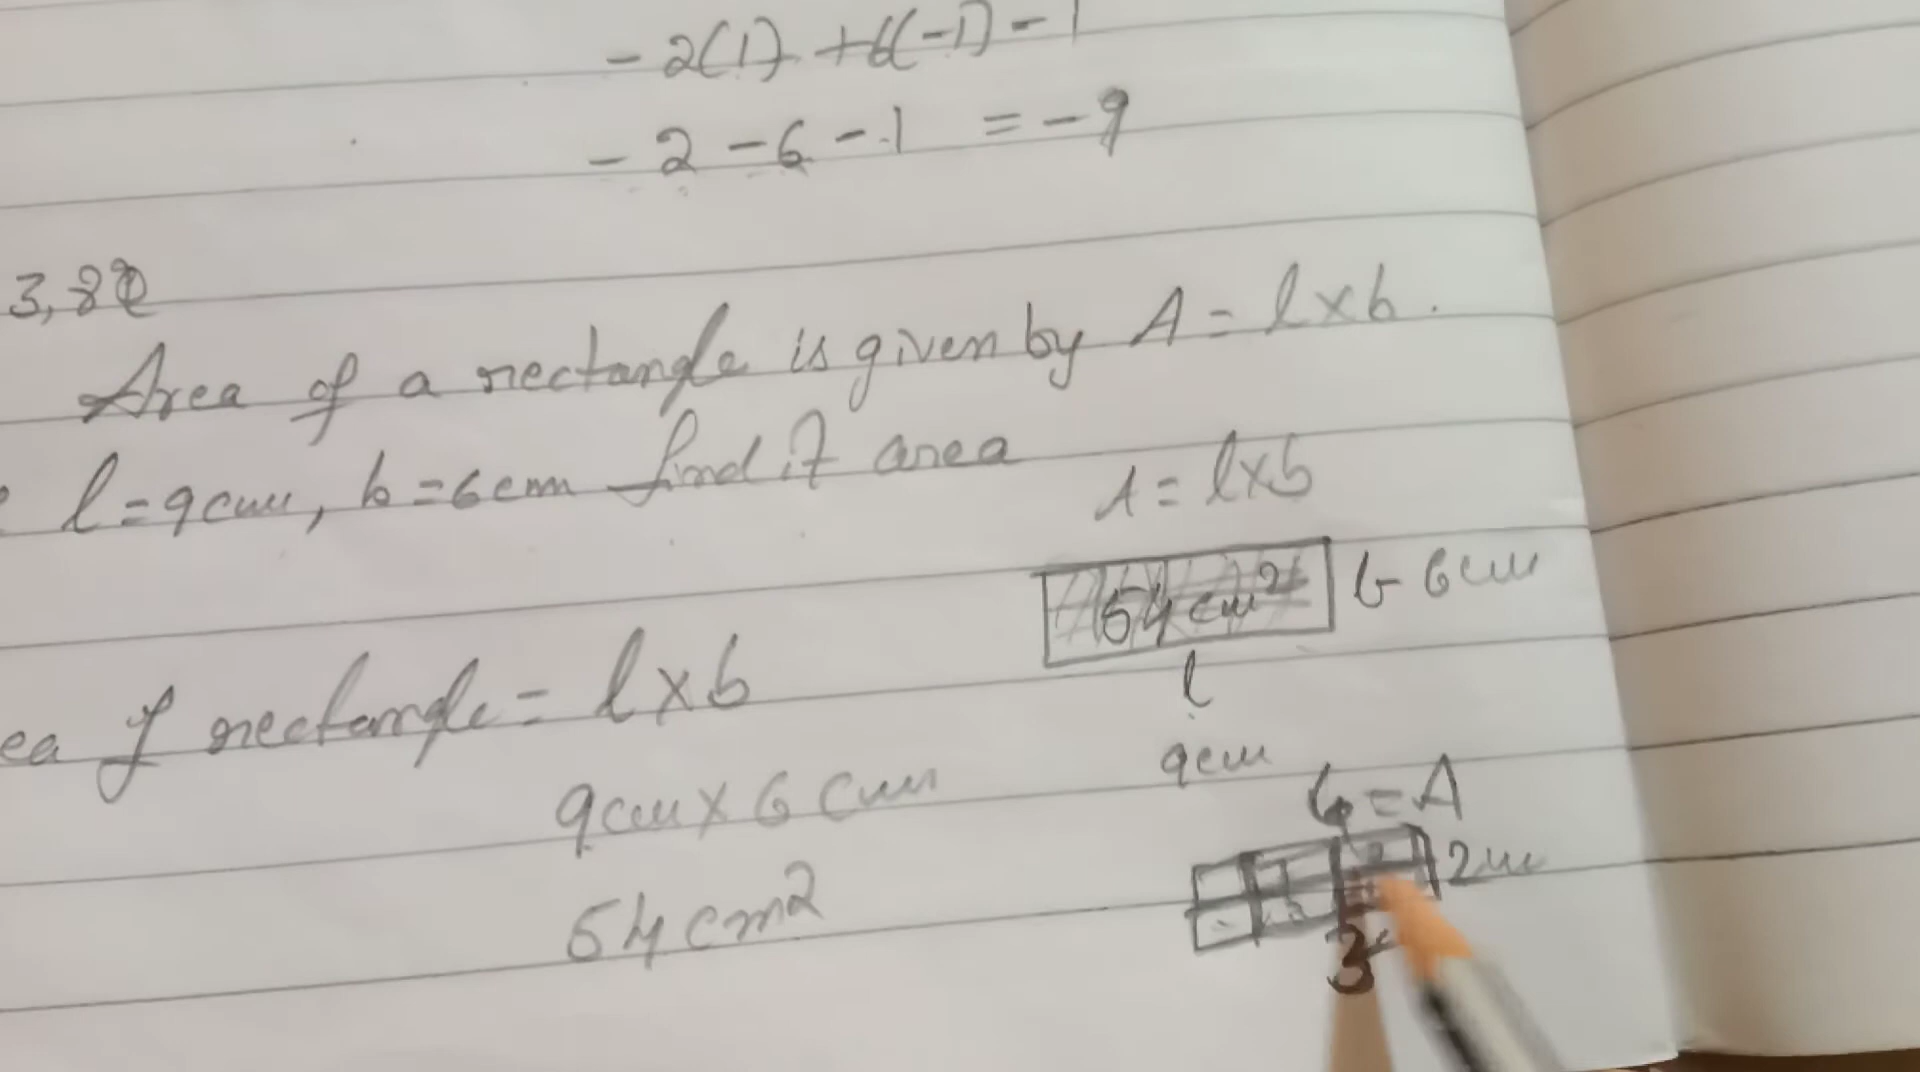 - 2(1) + 6(-1) - 1
- 2 - 6 - 1 = - 9
3,
Area of a rectangle is given by A = l x b.
l = 9cm, b = 6cm find it area
A = l x b
54 cm²
b 6cm
l
9cm
ea of rectangle = l x b
9cm x 6 cm
54 cm2
6 = A
2cm
3